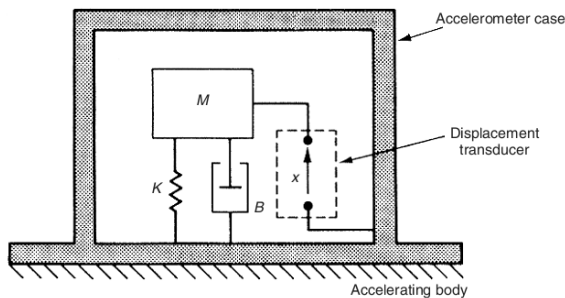 Accelerometer case
M
Displacement
transducer
K
B
x
Accelerating body